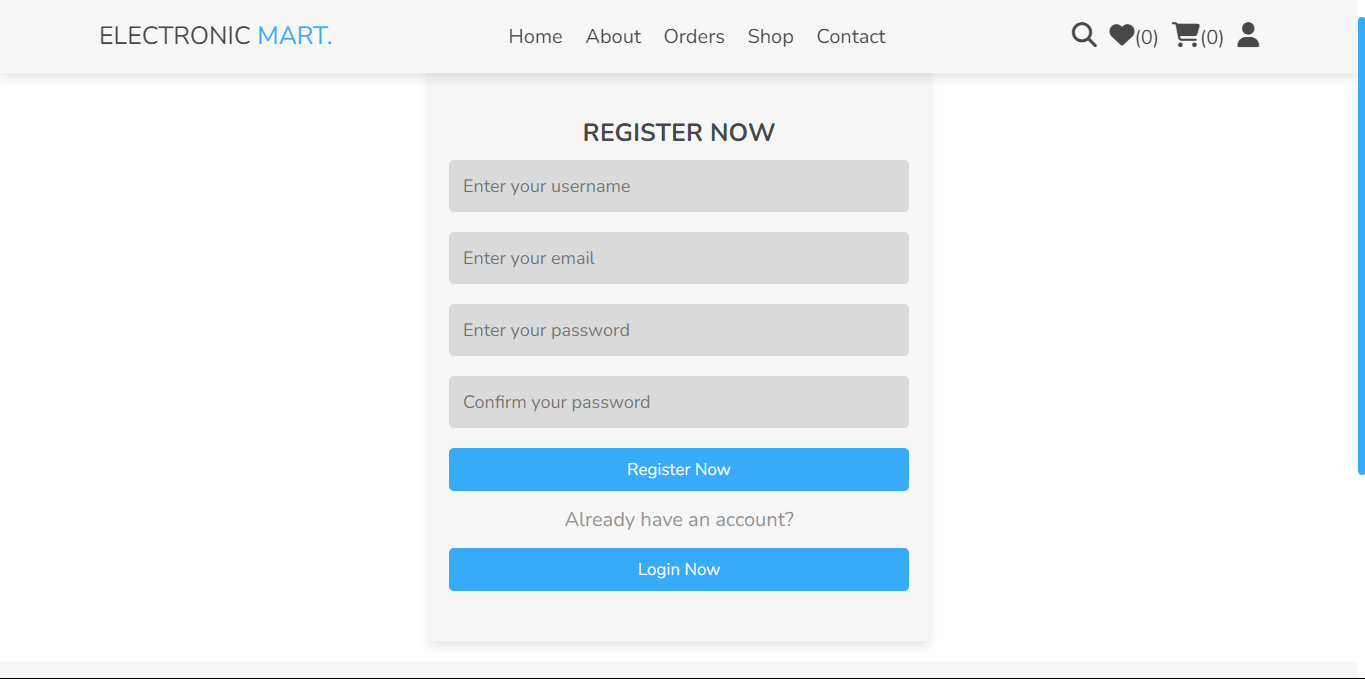 ELECTRONIC MART. Home About Orders Shop Contact (0) (0)
REGISTER NOW
Enter your username
Enter your email
Enter your password
Confirm your password
Register Now
Already have an account?
Login Now